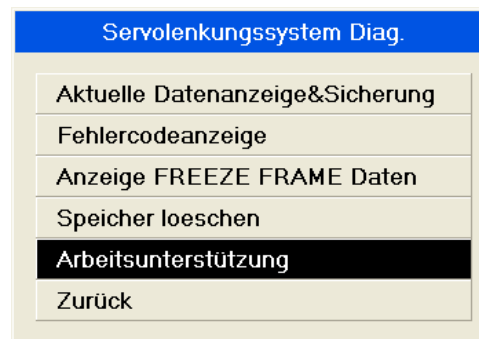 Servolenkungssystem Diag.
Aktuelle Datenanzeige&Sicherung
Fehlercodeanzeige
Anzeige FREEZE FRAME Daten
Speicher loeschen
Arbeitsunterstützung
Zurück